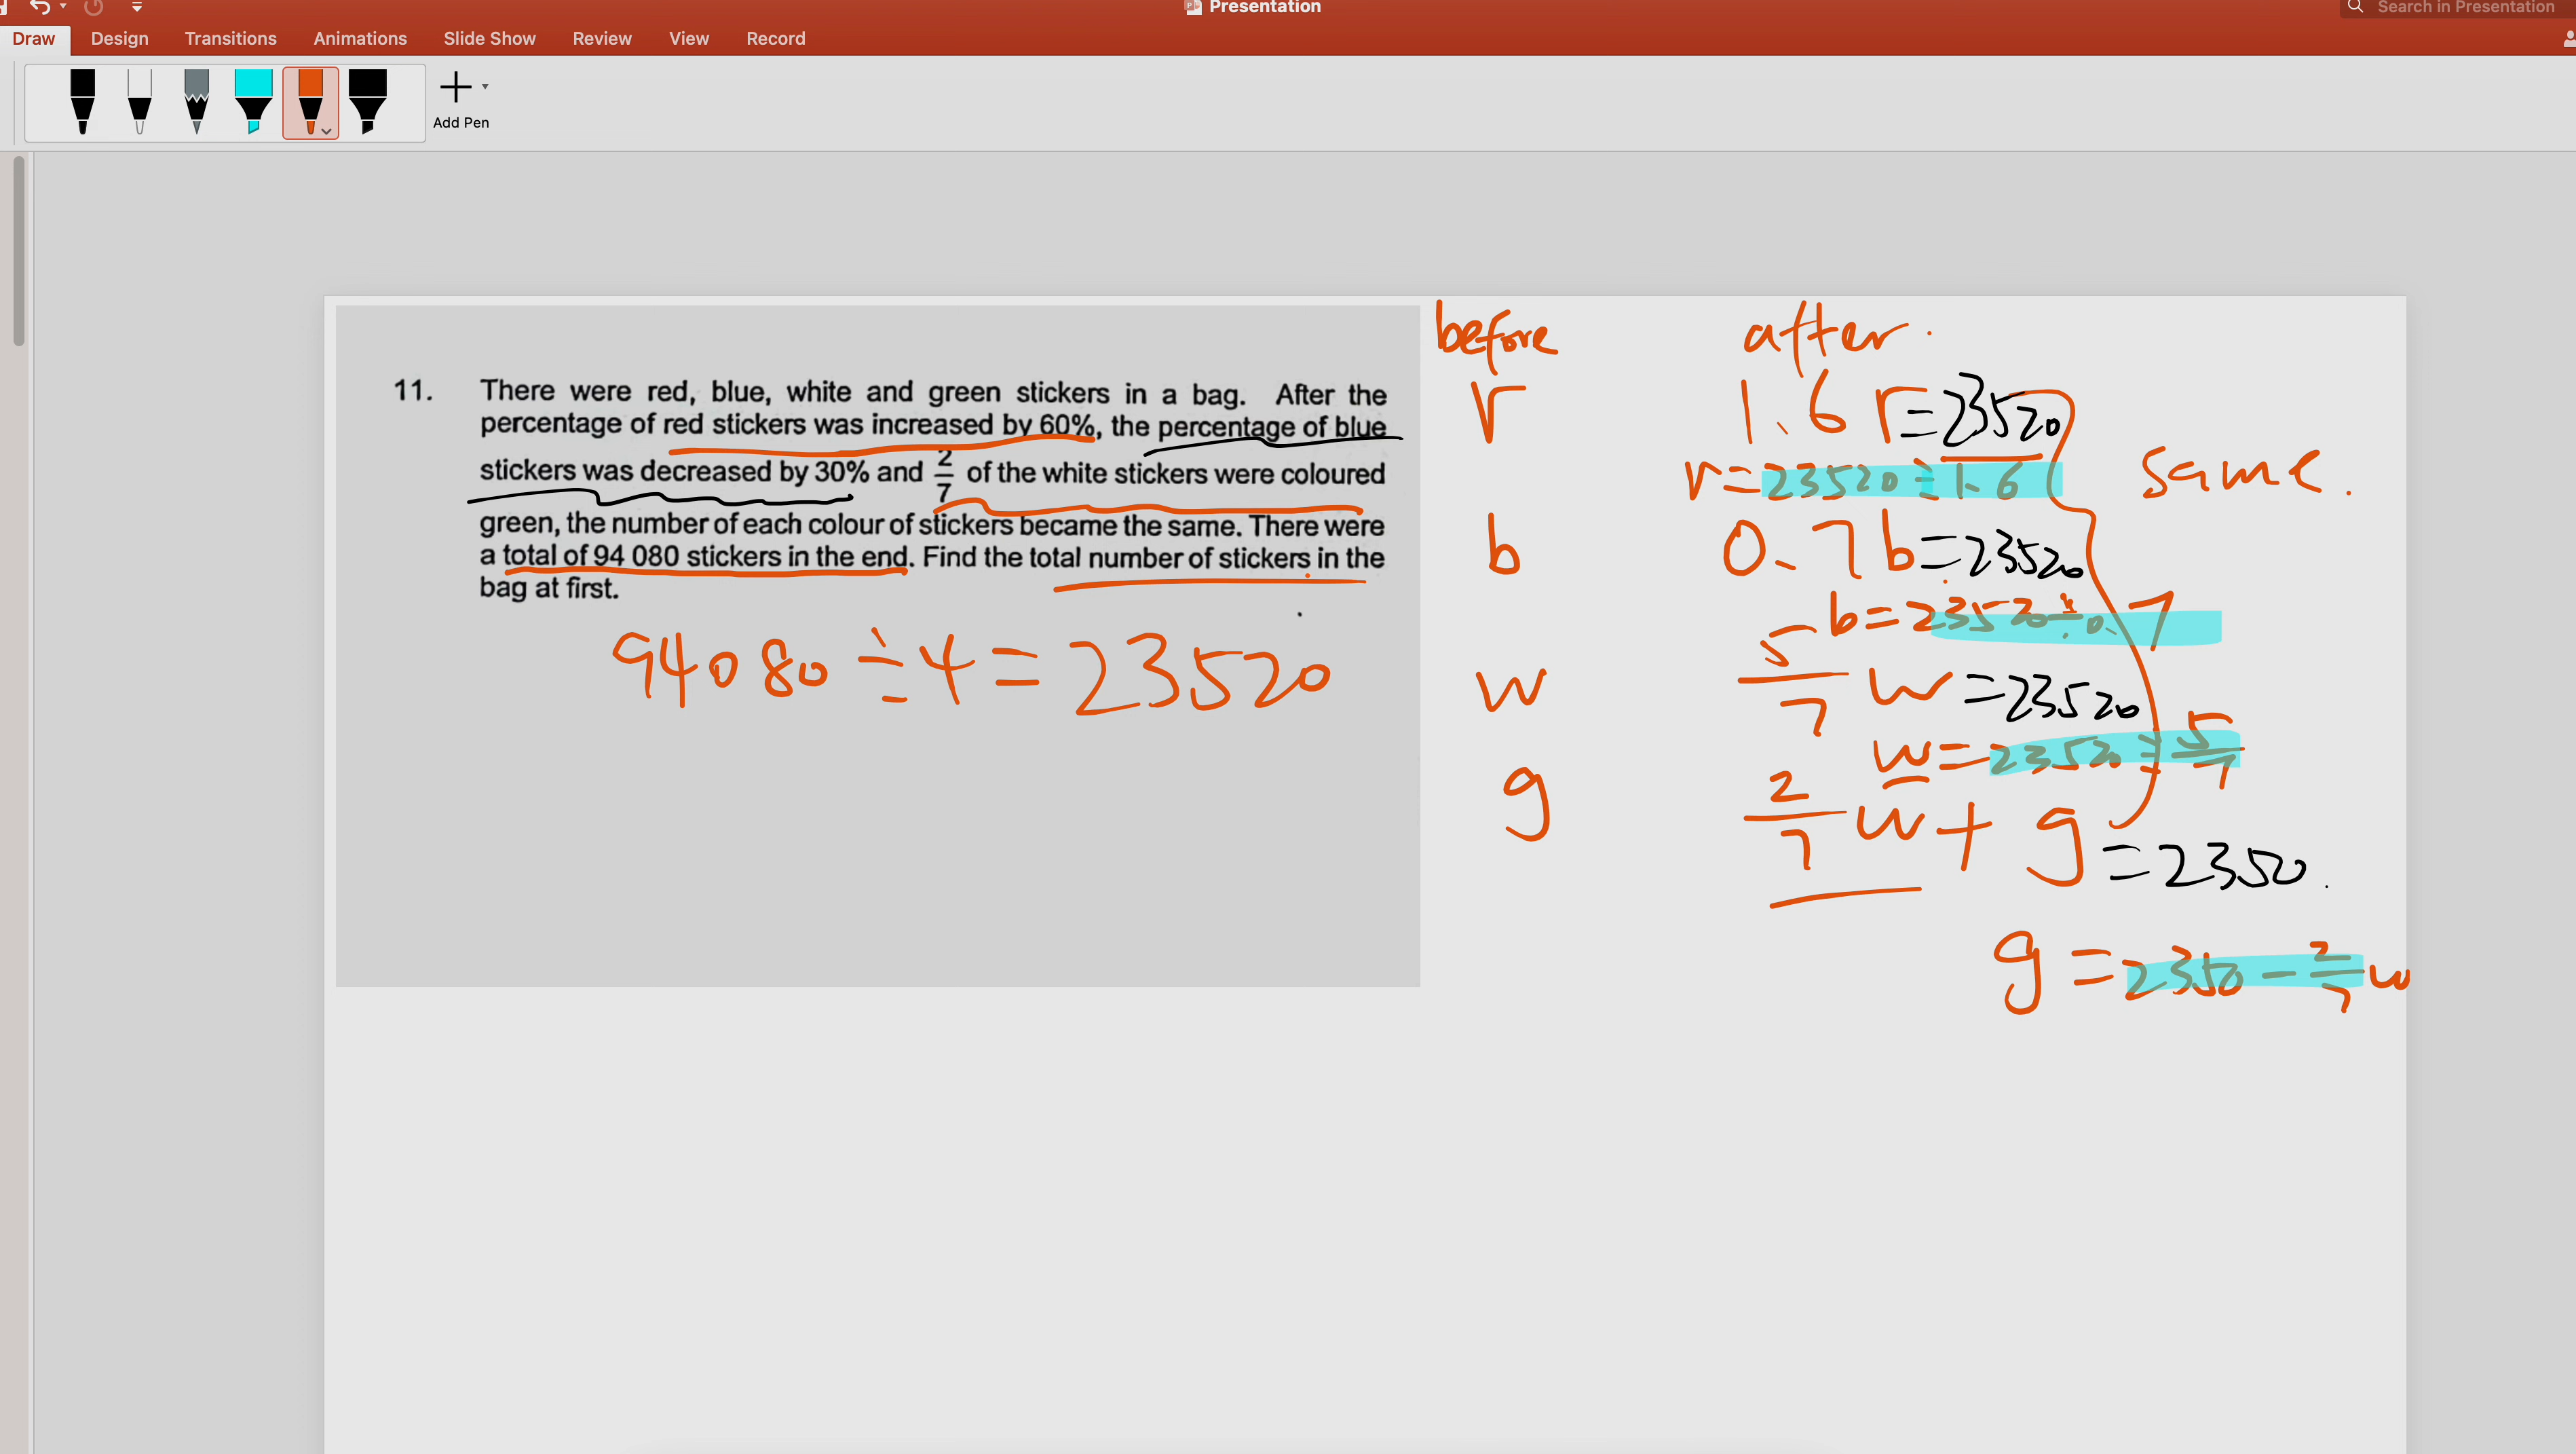 Presentation
Search in Presentation
Draw Design Transitions Animations Slide Show Review View Record
Add Pen
11. There were red, blue, white and green stickers in a bag. After the
percentage of red stickers was increased by 60%, the percentage of blue
stickers was decreased by 30% and 2/7 of the white stickers were coloured
green, the number of each colour of stickers became the same. There were
a total of 94 080 stickers in the end. Find the total number of stickers in the
bag at first.
94080 ÷ 4 = 23520
before after.
r 1.6 r = 23520
r = 23520 ÷ 1.6 same.
b 0.7b = 23520
b = 23520 ÷ 0.7
w 5/7 w = 23520
w = 23520 ÷ 5/7
g 2/7 w + g = 2350.
g = 2350 - 2/7 w